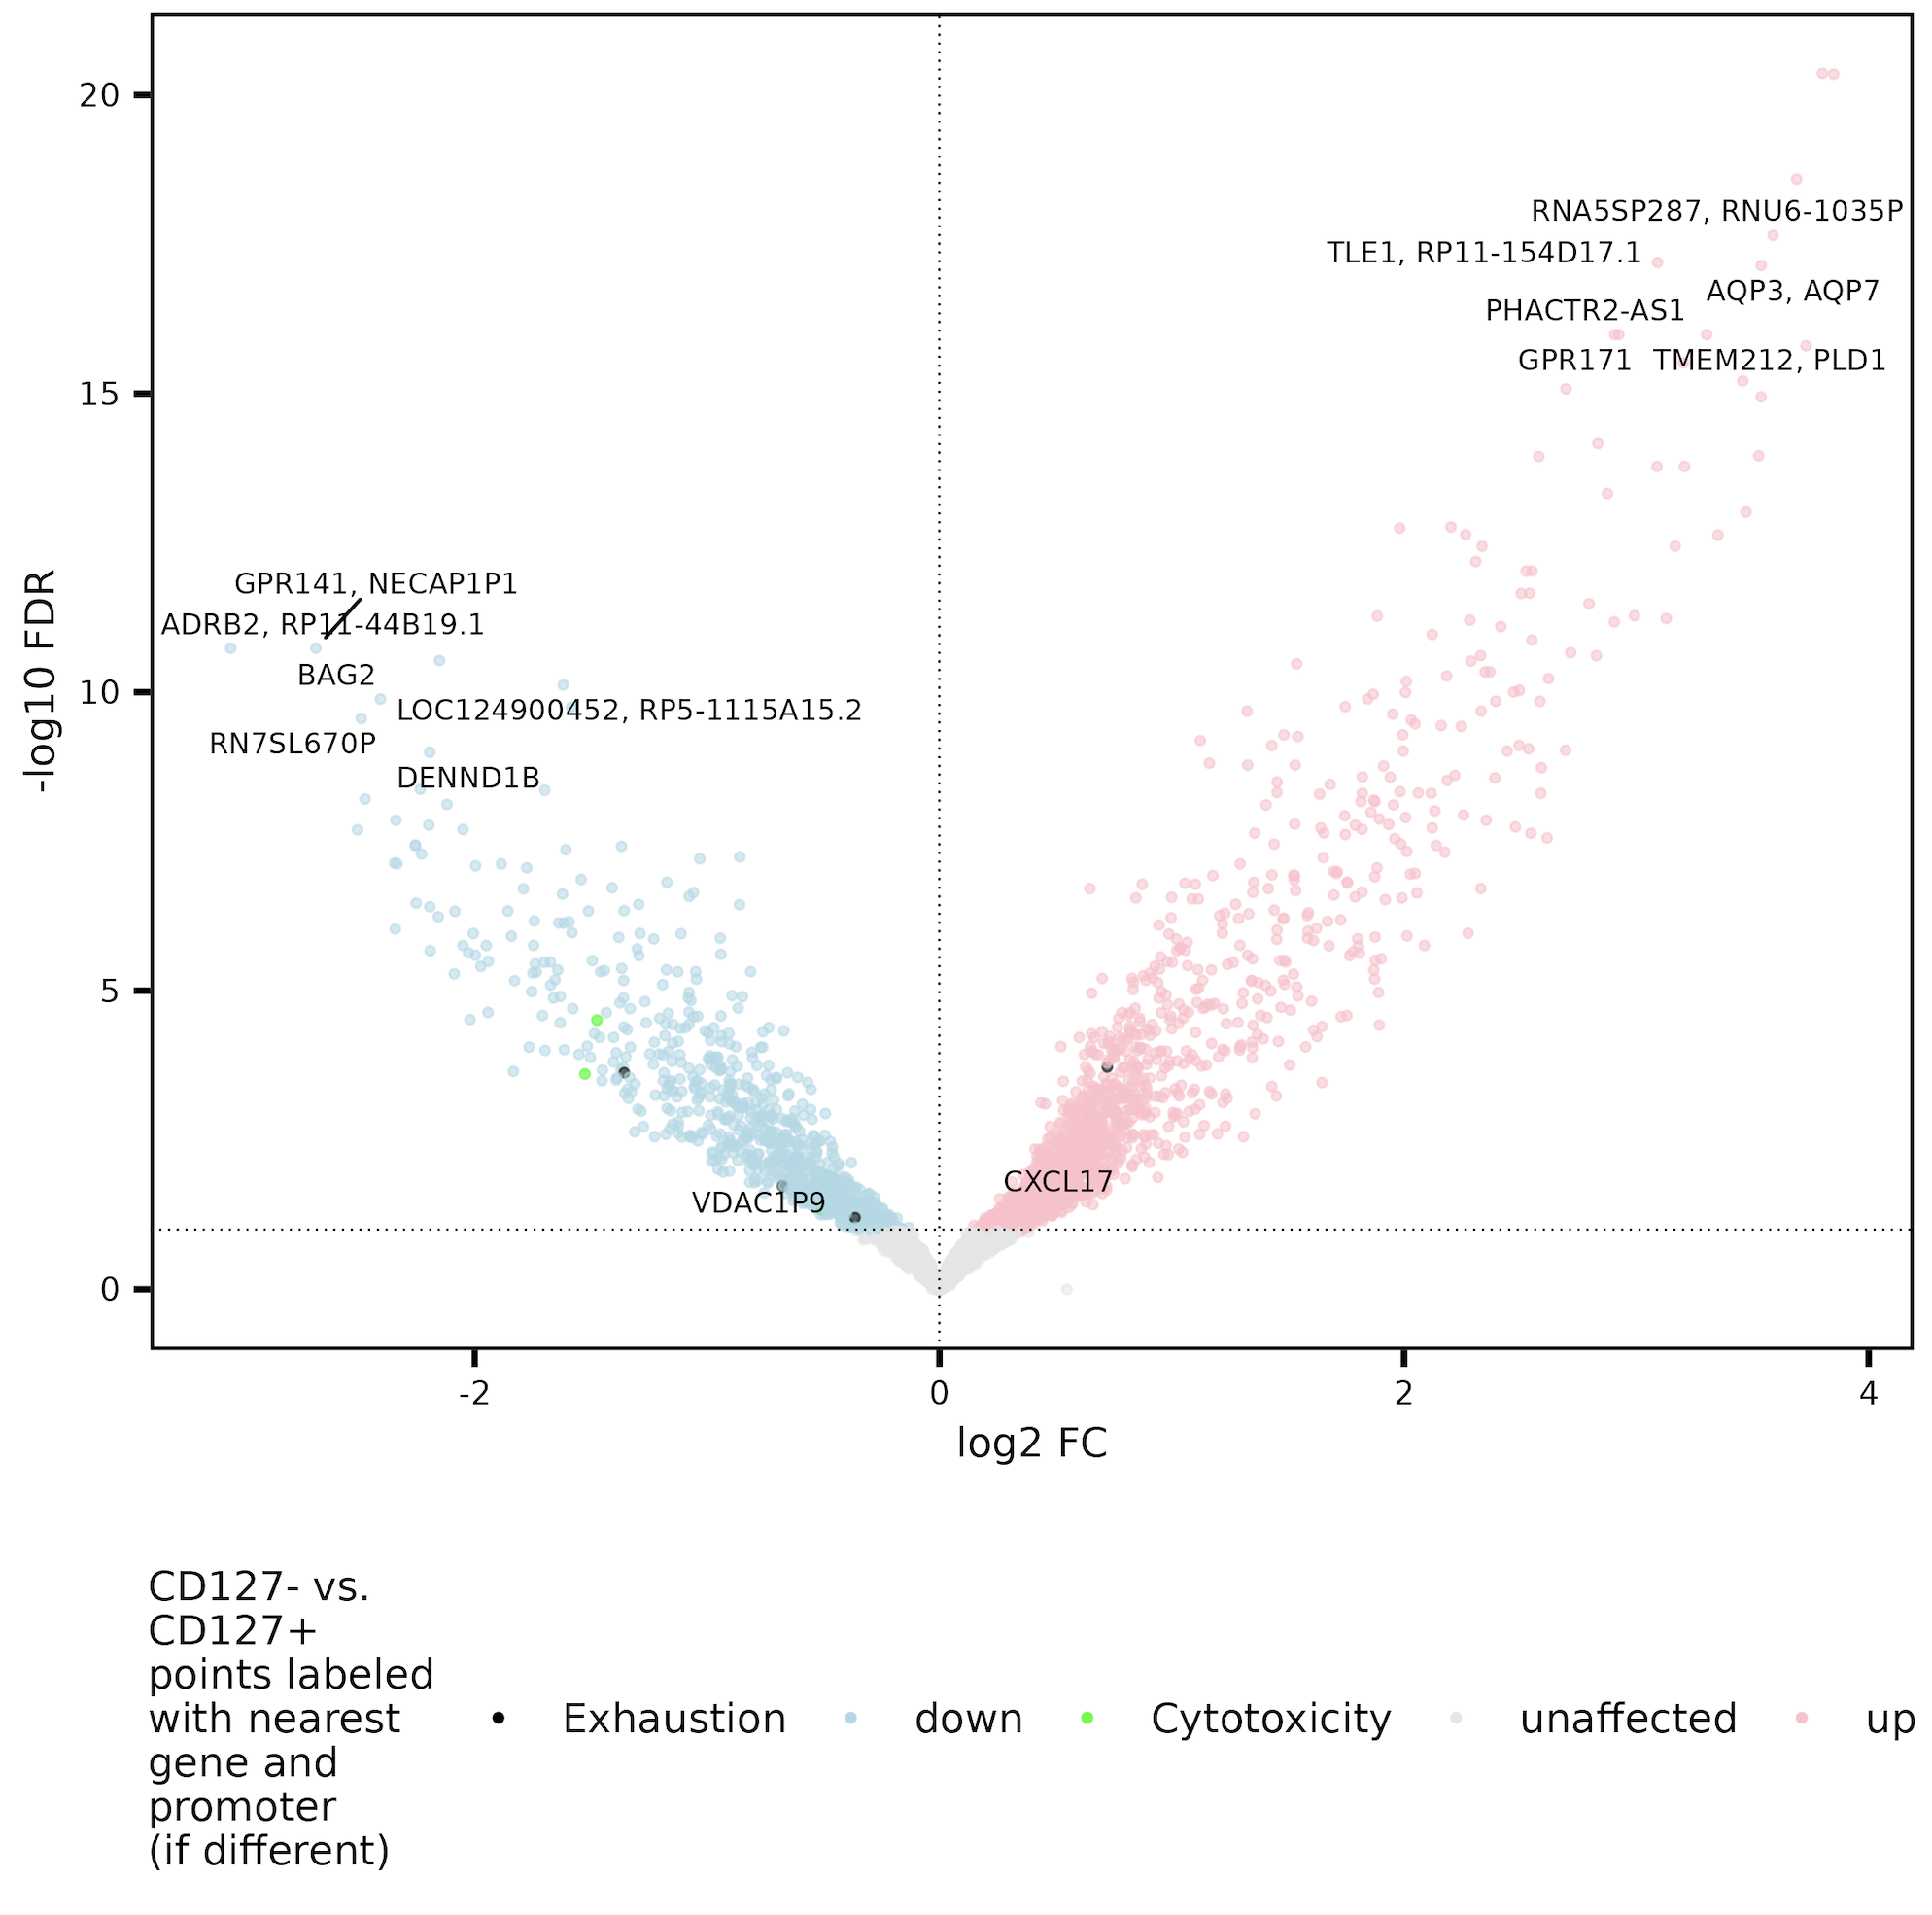 20
RNA5SP287, RNU6-1035P
TLE1, RP11-154D17.1
AQP3, AQP7
PHACTR2-AS1
GPR171 TMEM212, PLD1
15
GPR141, NECAP1P1
ADRB2, RP11-44B19.1
BAG2
10
LOC124900452, RP5-1115A15.2
RN7SL670P
DENND1B
-log10 FDR
5
CXCL17
VDAC1P9
0
-2 0 2 4
log2 FC
CD127- vs.
CD127+
points labeled
with nearest
gene and
promoter
(if different)
Exhaustion down Cytotoxicity unaffected up